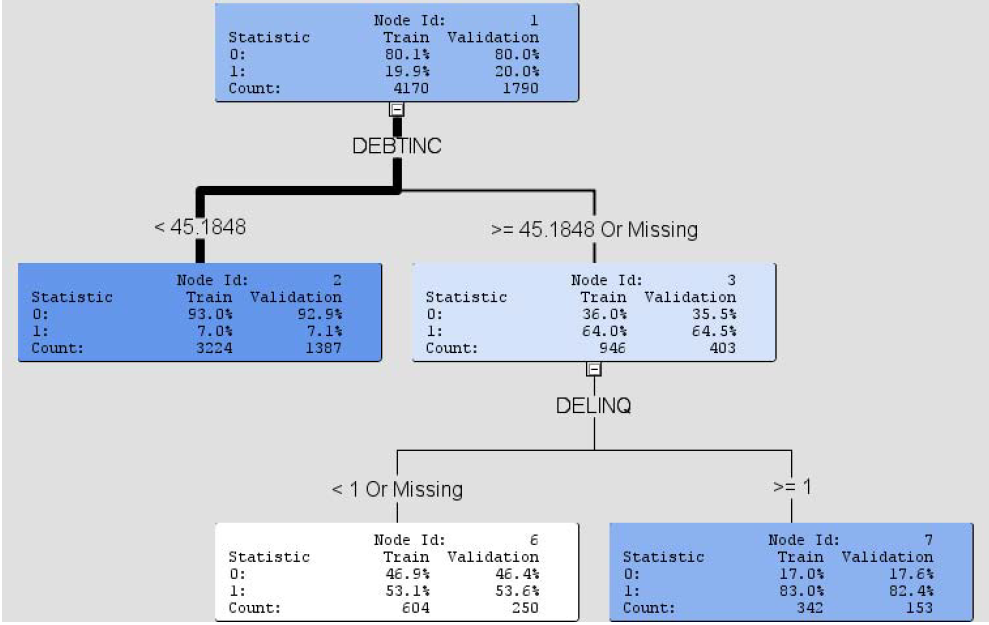 Node Id: 1
Statistic Train Validation
0: 80.1% 80.0%
1: 19.9% 20.0%
Count: 4170 1790
DEBTINC
< 45.1848
>= 45.1848 Or Missing
Node Id: 2
Statistic Train Validation
0: 93.0% 92.9%
1: 7.0% 7.1%
Count: 3224 1387
Node Id: 3
Statistic Train Validation
0: 36.0% 35.5%
1: 64.0% 64.5%
Count: 946 403
DELINQ
< 1 Or Missing
>= 1
Node Id: 6
Statistic Train Validation
0: 46.9% 46.4%
1: 53.1% 53.6%
Count: 604 250
Node Id: 7
Statistic Train Validation
0: 17.0% 17.6%
1: 83.0% 82.4%
Count: 342 153